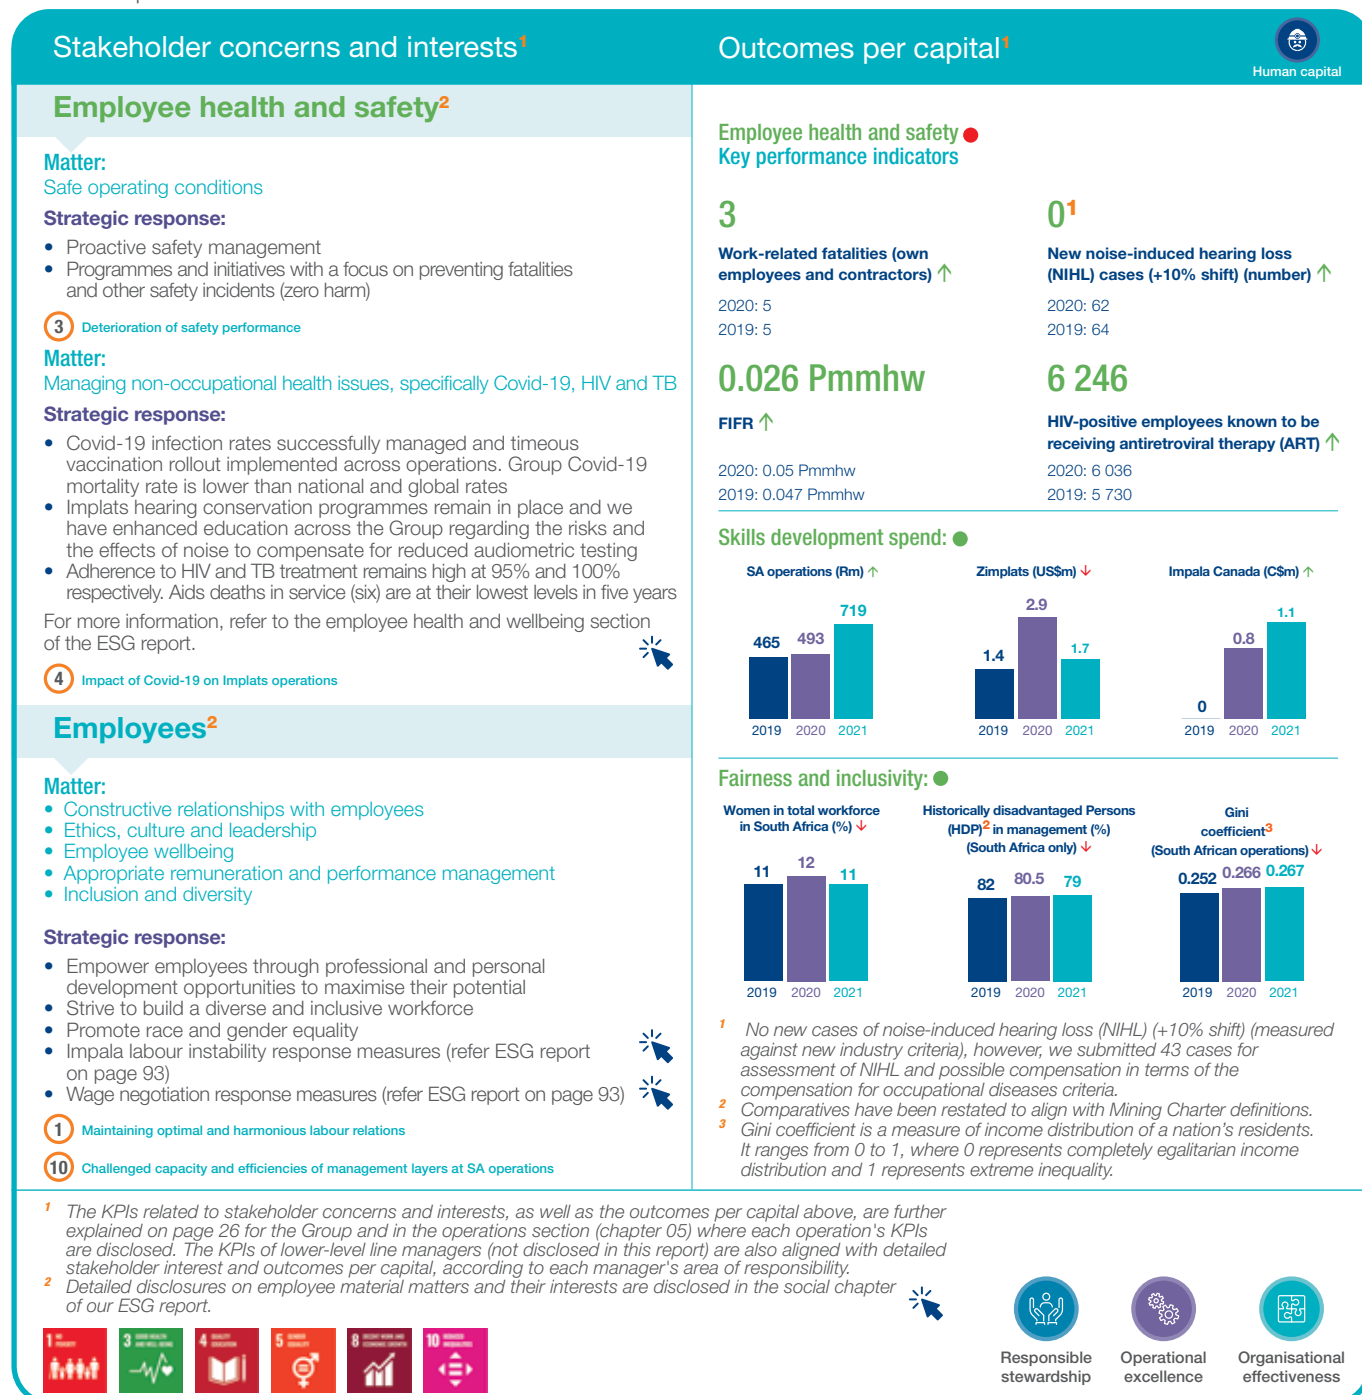 Stakeholder concerns and interests1
Outcomes per capital1
Human capital
Employee health and safety2
Matter:
Safe operating conditions
Strategic response:
• Proactive safety management
• Programmes and initiatives with a focus on preventing fatalities
and other safety incidents (zero harm)
3 Deterioration of safety performance
Matter:
Managing non-occupational health issues, specifically Covid-19, HIV and TB
Strategic response:
• Covid-19 infection rates successfully managed and timeous
vaccination rollout implemented across operations. Group Covid-19
mortality rate is lower than national and global rates
• Implats hearing conservation programmes remain in place and we
have enhanced education across the Group regarding the risks and
the effects of noise to compensate for reduced audiometric testing
• Adherence to HIV and TB treatment remains high at 95% and 100%
respectively. Aids deaths in service (six) are at their lowest levels in five years
For more information, refer to the employee health and wellbeing section
of the ESG report.
4 Impact of Covid-19 on Implats operations
Employees2
Matter:
• Constructive relationships with employees
• Ethics, culture and leadership
• Employee wellbeing
• Appropriate remuneration and performance management
• Inclusion and diversity
Strategic response:
• Empower employees through professional and personal
development opportunities to maximise their potential
• Strive to build a diverse and inclusive workforce
• Promote race and gender equality
• Impala labour instability response measures (refer ESG report
on page 93)
• Wage negotiation response measures (refer ESG report on page 93)
1 Maintaining optimal and harmonious labour relations
10 Challenged capacity and efficiencies of management layers at SA operations
Employee health and safety
Key performance indicators
3
Work-related fatalities (own
employees and contractors) ↑
2020: 5
2019: 5
01
New noise-induced hearing loss
(NIHL) cases (+10% shift) (number) ↑
2020: 62
2019: 64
0.026 Pmmhw
FIFR ↑
2020: 0.05 Pmmhw
2019: 0.047 Pmmhw
6 246
HIV-positive employees known to be
receiving antiretroviral therapy (ART) ↑
2020: 6 036
2019: 5 730
Skills development spend:
SA operations (Rm) ↑
465 493 719
2019 2020 2021
Zimplats (US$m) ↓
1.4 2.9 1.7
2019 2020 2021
Impala Canada (C$m) ↑
0 0.8 1.1
2019 2020 2021
Fairness and inclusivity:
Women in total workforce
in South Africa (%) ↓
11 12 11
2019 2020 2021
Historically disadvantaged Persons
(HDP)2 in management (%)
(South Africa only) ↓
82 80.5 79
2019 2020 2021
Gini
coefficient3
(South African operations) ↓
0.252 0.266 0.267
2019 2020 2021
1 No new cases of noise-induced hearing loss (NIHL) (+10% shift) (measured
against new industry criteria), however, we submitted 43 cases for
assessment of NIHL and possible compensation in terms of the
compensation for occupational diseases criteria.
2 Comparatives have been restated to align with Mining Charter definitions.
3 Gini coefficient is a measure of income distribution of a nation's residents.
It ranges from 0 to 1, where 0 represents completely egalitarian income
distribution and 1 represents extreme inequality.
1 The KPIs related to stakeholder concerns and interests, as well as the outcomes per capital above, are further
explained on page 26 for the Group and in the operations section (chapter 05) where each operation's KPIs
are disclosed. The KPIs of lower-level line managers (not disclosed in this report) are also aligned with detailed
stakeholder interest and outcomes per capital, according to each manager's area of responsibility.
2 Detailed disclosures on employee material matters and their interests are disclosed in the social chapter
of our ESG report.
1 NO
POVERTY
3 GOOD HEALTH
AND WELL-BEING
4 QUALITY
EDUCATION
5 GENDER
EQUALITY
8 DECENT WORK AND
ECONOMIC GROWTH
10 REDUCED
INEQUALITIES
Responsible
stewardship
Operational
excellence
Organisational
effectiveness